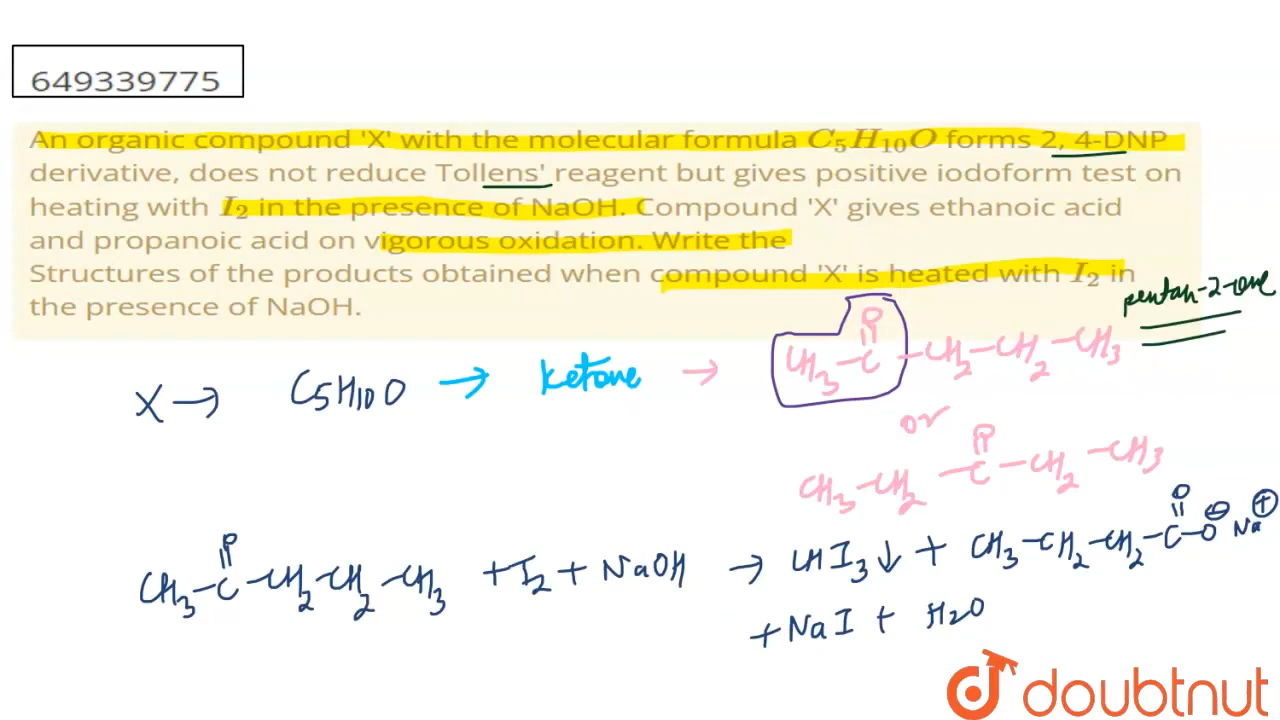 649339775
An organic compound 'X' with the molecular formula C₅H₁₀O forms 2, 4-DNP
derivative, does not reduce Tollens' reagent but gives positive iodoform test on
heating with I₂ in the presence of NaOH. Compound 'X' gives ethanoic acid
and propanoic acid on vigorous oxidation. Write the
Structures of the products obtained when compound 'X' is heated with I₂ in
the presence of NaOH.
pentan-2-one
X → C5H10O → Ketone → CH3-C(=O)-CH2-CH2-CH3
or
CH3-CH2-C(=O)-CH2-CH3
CH3-C(=O)-CH2-CH2-CH3 + I2 + NaOH → CHI3↓ + CH3-CH2-CH2-C(=O)-O⊖ Na⊕
+ NaI + H2O
doubtnut